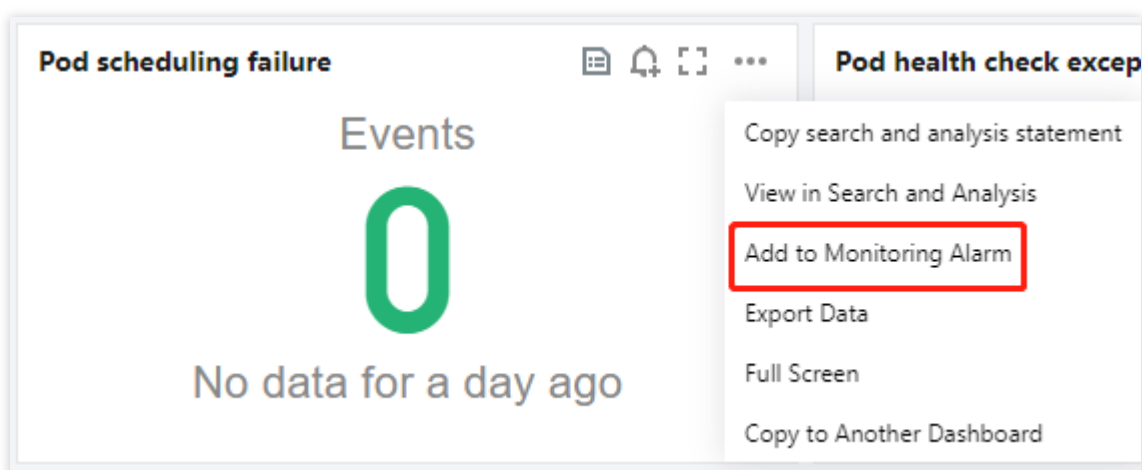 Pod scheduling failure
Events
0
No data for a day ago
Pod health check excep
Copy search and analysis statement
View in Search and Analysis
Add to Monitoring Alarm
Export Data
Full Screen
Copy to Another Dashboard